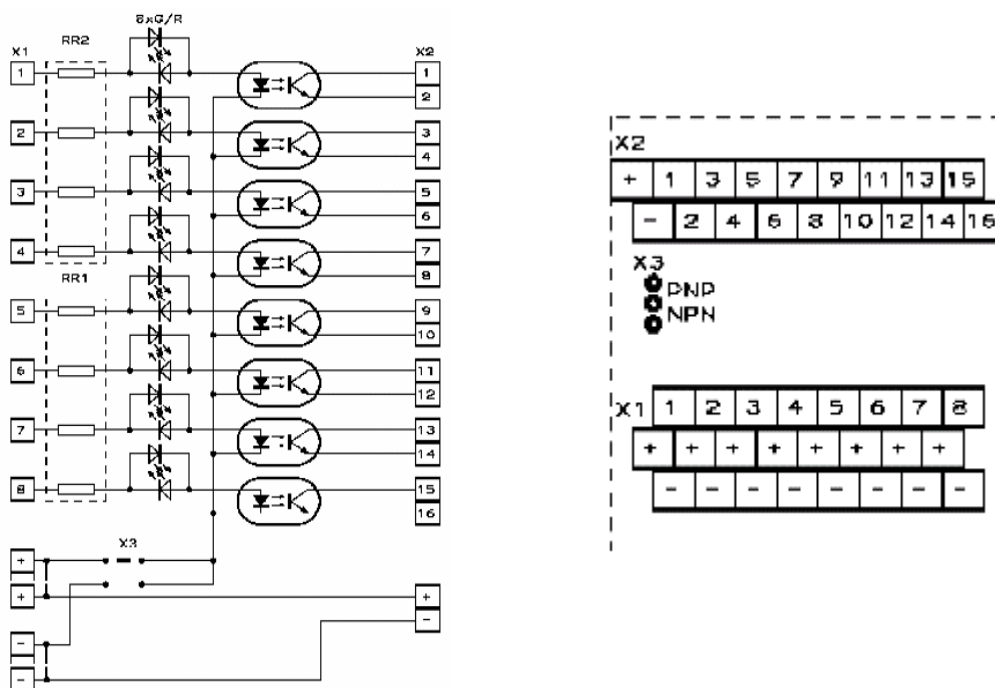 8xG/R
X1 RR2 X2
1 1
2
2 3
4
3 5
6
4 7
8
RR1
5 9
10
6 11
12
7 13
14
8 15
16
X3
+
+ +
-
-
-
X2
+ 1 3 5 7 9 11 13 15
- 2 4 6 8 10 12 14 16
X3
PNP
NPN
X1 1 2 3 4 5 6 7 8
+ + + + + + + +
- - - - - - - -